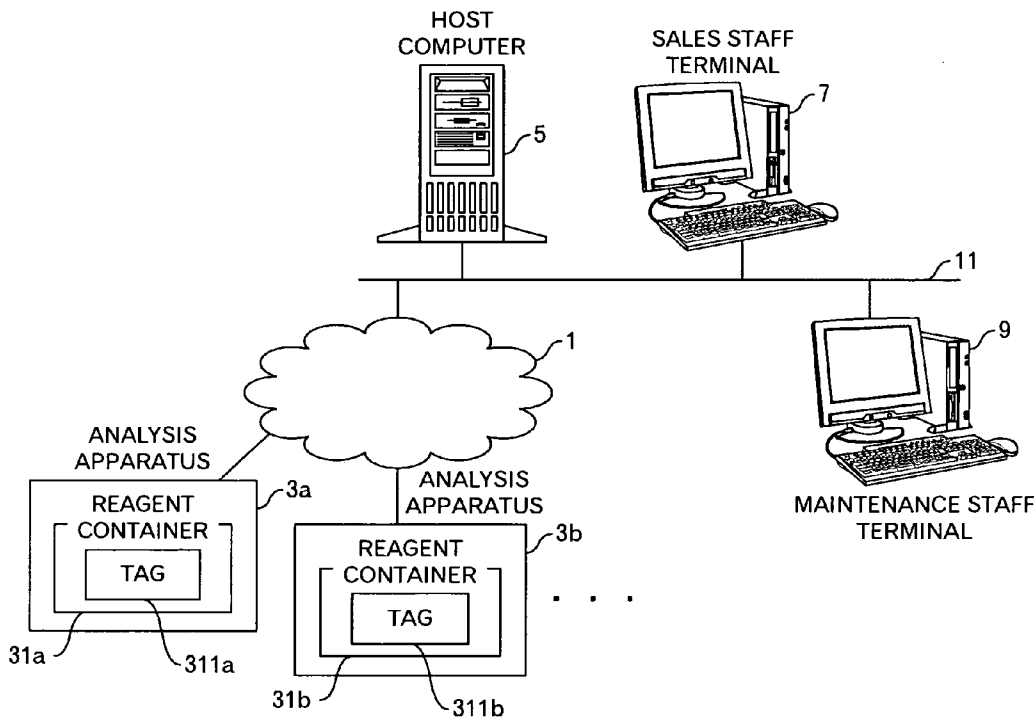 HOST
COMPUTER
5
SALES STAFF
TERMINAL
7
11
1
9
MAINTENANCE STAFF
TERMINAL
ANALYSIS
APPARATUS
3a
REAGENT
CONTAINER
TAG
31a
311a
ANALYSIS
APPARATUS
3b
REAGENT
CONTAINER
TAG
31b
311b
. . .